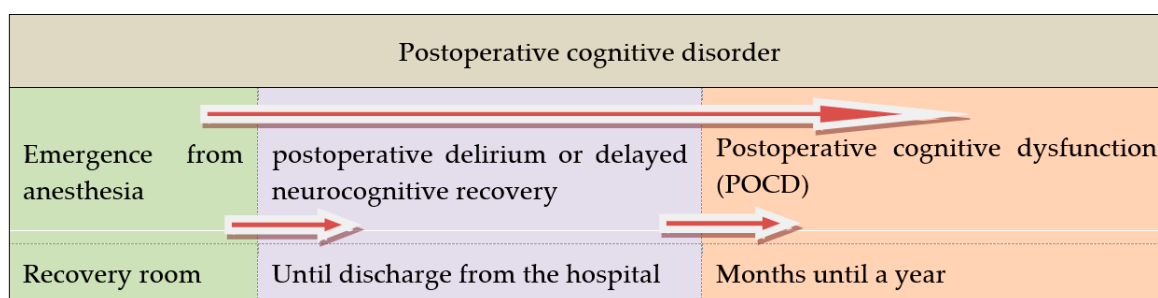 Postoperative cognitive disorder
Emergence from
anesthesia
postoperative delirium or delayed
neurocognitive recovery
Postoperative cognitive dysfunction
(POCD)
Recovery room
Until discharge from the hospital
Months until a year